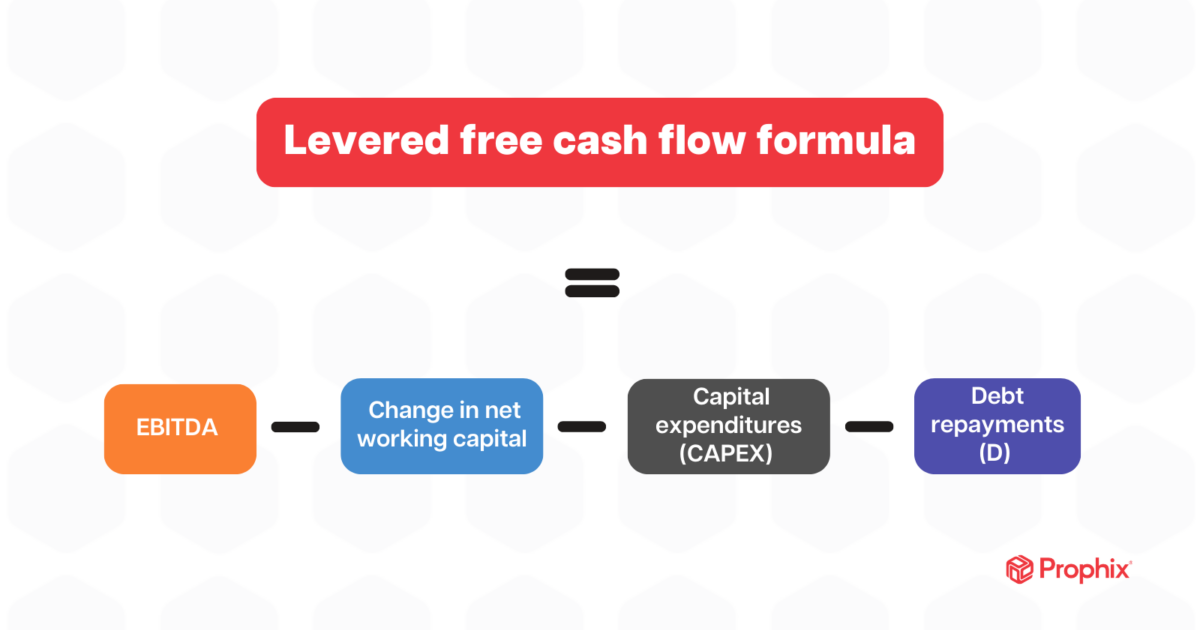 Levered free cash flow formula
=
EBITDA — Change in net working capital — Capital expenditures (CAPEX) — Debt repayments (D)
Prophix